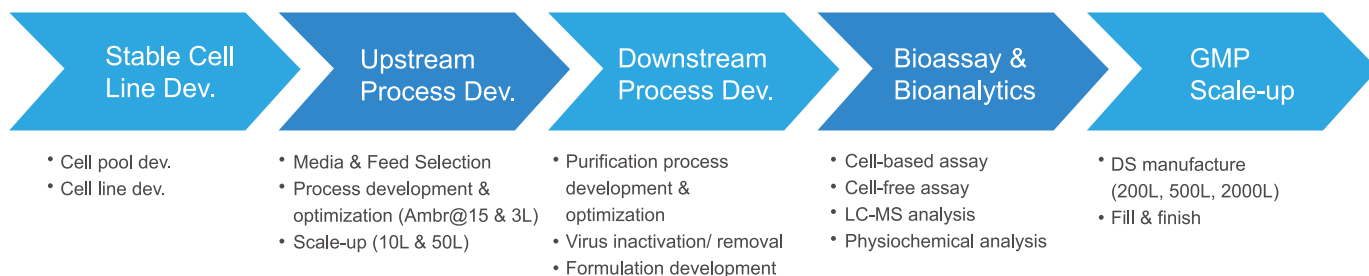 Stable Cell
Line Dev.
Upstream
Process Dev.
Downstream
Process Dev.
Bioassay &
Bioanalytics
GMP
Scale-up
• Cell pool dev.
• Cell line dev.
• Media & Feed Selection
• Process development &
optimization (Ambr@15 & 3L)
• Scale-up (10L & 50L)
• Purification process
development &
optimization
• Virus inactivation/ removal
• Formulation development
• Cell-based assay
• Cell-free assay
• LC-MS analysis
• Physiochemical analysis
• DS manufacture
(200L, 500L, 2000L)
• Fill & finish